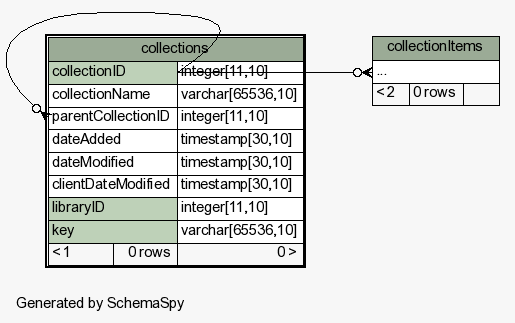 collections
collectionID integer[11,10]
collectionName varchar[65536,10]
parentCollectionID integer[11,10]
dateAdded timestamp[30,10]
dateModified timestamp[30,10]
clientDateModified timestamp[30,10]
libraryID integer[11,10]
key varchar[65536,10]
< 1 0 rows 0 >
collectionItems
...
< 2 0 rows
Generated by SchemaSpy